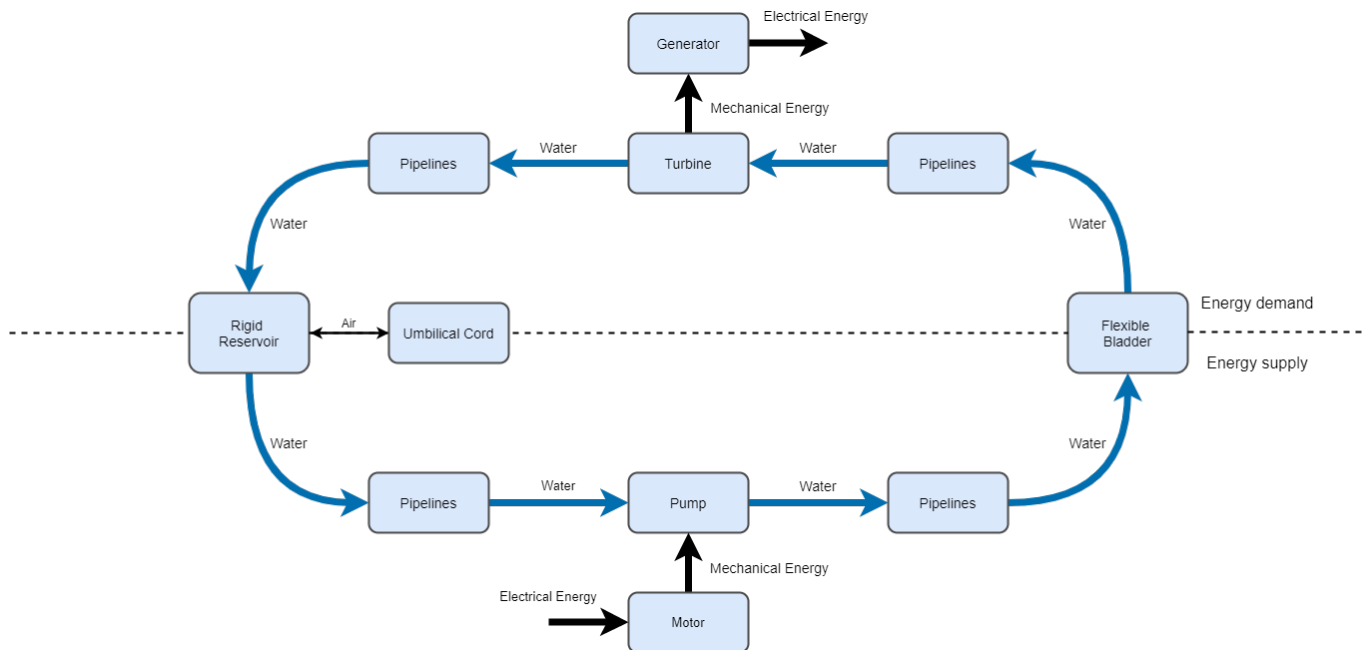 Electrical Energy
Generator
Mechanical Energy
Pipelines
Water
Turbine
Water
Pipelines
Water
Water
Rigid
Reservoir
Air
Umbilical Cord
Flexible
Bladder
Energy demand
Energy supply
Water
Water
Pipelines
Water
Pump
Water
Pipelines
Mechanical Energy
Electrical Energy
Motor